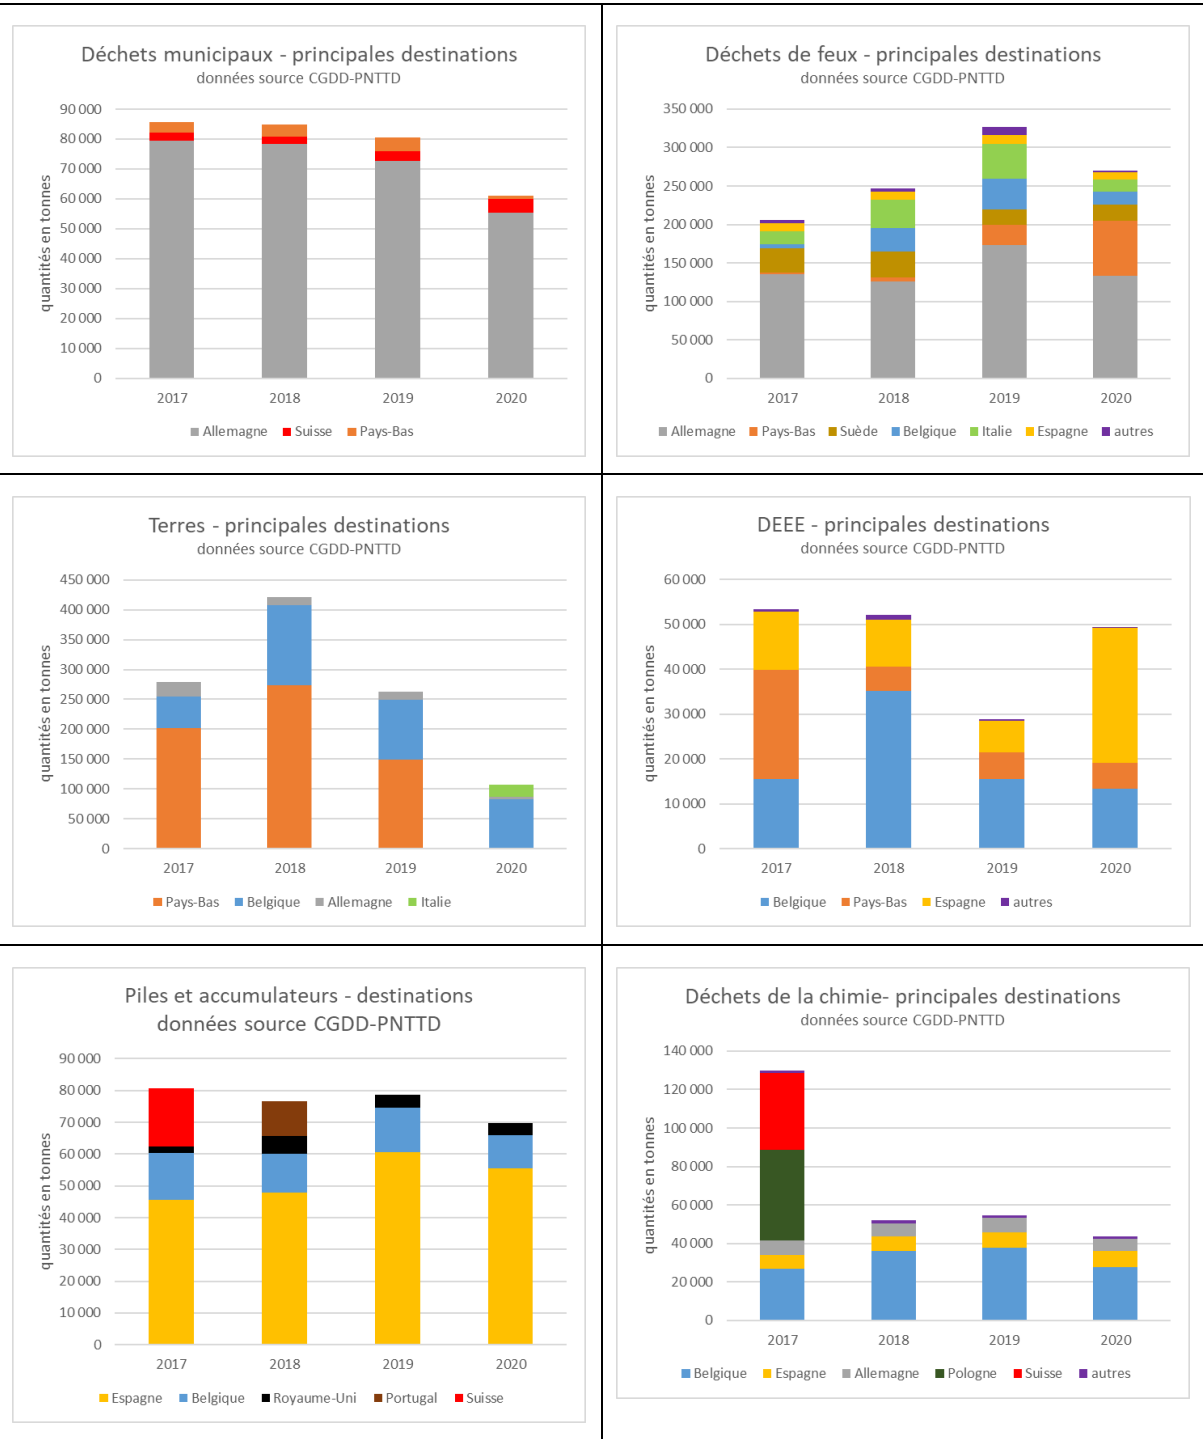 Déchets municipaux - principales destinations
données source CGDD-PNTTD
quantités en tonnes
90 000
80 000
70 000
60 000
50 000
40 000
30 000
20 000
10 000
0
2017 2018 2019 2020
Allemagne Suisse Pays-Bas
Déchets de feux - principales destinations
données source CGDD-PNTTD
quantités en tonnes
350 000
300 000
250 000
200 000
150 000
100 000
50 000
0
2017 2018 2019 2020
Allemagne Pays-Bas Suède Belgique Italie Espagne autres
Terres - principales destinations
données source CGDD-PNTTD
quantités en tonnes
450 000
400 000
350 000
300 000
250 000
200 000
150 000
100 000
50 000
0
2017 2018 2019 2020
Pays-Bas Belgique Allemagne Italie
DEEE - principales destinations
données source CGDD-PNTTD
quantités en tonnes
60 000
50 000
40 000
30 000
20 000
10 000
0
2017 2018 2019 2020
Belgique Pays-Bas Espagne autres
Piles et accumulateurs - destinations
données source CGDD-PNTTD
quantités en tonnes
90 000
80 000
70 000
60 000
50 000
40 000
30 000
20 000
10 000
0
2017 2018 2019 2020
Espagne Belgique Royaume-Uni Portugal Suisse
Déchets de la chimie- principales destinations
données source CGDD-PNTTD
quantités en tonnes
140 000
120 000
100 000
80 000
60 000
40 000
20 000
0
2017 2018 2019 2020
Belgique Espagne Allemagne Pologne Suisse autres